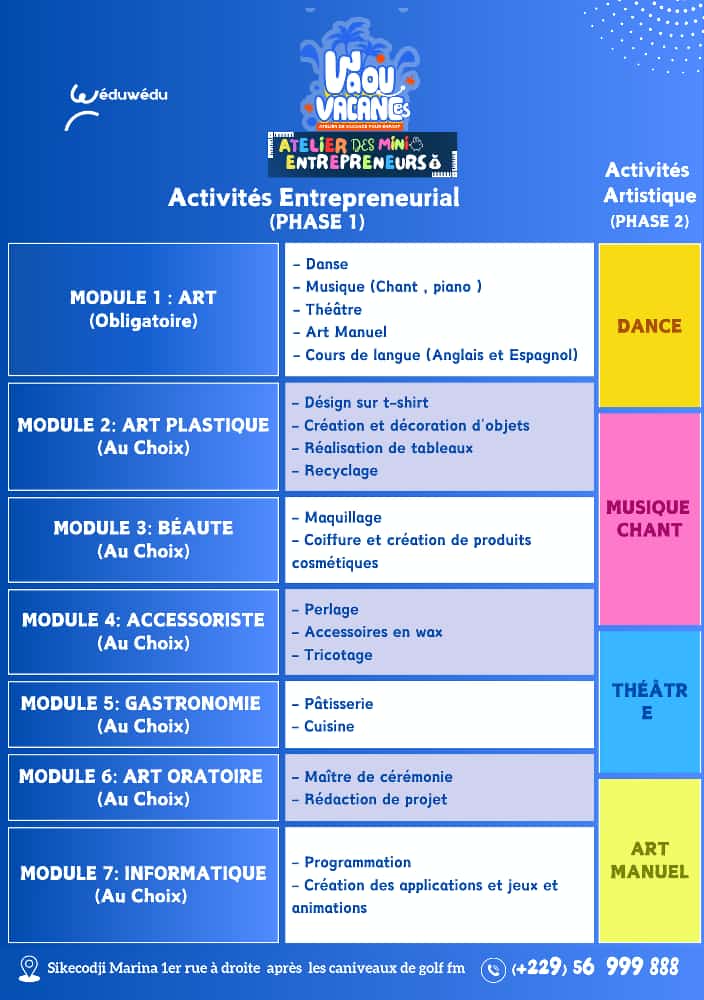 wéduwédu
WAOU
VACANCEs
ATELIER DE VACANCE POUR ENFANT
ATELIER DES MINI
ENTREPRENEURS
Activités Entrepreneurial
(PHASE 1)
Activités
Artistique
(PHASE 2)
MODULE 1 : ART
(Obligatoire)
- Danse
- Musique (Chant , piano )
- Théâtre
- Art Manuel
- Cours de langue (Anglais et Espagnol)
MODULE 2: ART PLASTIQUE
(Au Choix)
- Désign sur t-shirt
- Création et décoration d'objets
- Réalisation de tableaux
- Recyclage
MODULE 3: BÉAUTE
(Au Choix)
- Maquillage
- Coiffure et création de produits
cosmétiques
MODULE 4: ACCESSORISTE
(Au Choix)
- Perlage
- Accessoires en wax
- Tricotage
MODULE 5: GASTRONOMIE
(Au Choix)
- Pâtisserie
- Cuisine
MODULE 6: ART ORATOIRE
(Au Choix)
- Maître de cérémonie
- Rédaction de projet
MODULE 7: INFORMATIQUE
(Au Choix)
- Programmation
- Création des applications et jeux et
animations
DANCE
MUSIQUE
CHANT
THÉÂTR
E
ART
MANUEL
Sikecodji Marina 1er rue à droite après les caniveaux de golf fm
(+229) 56 999 888